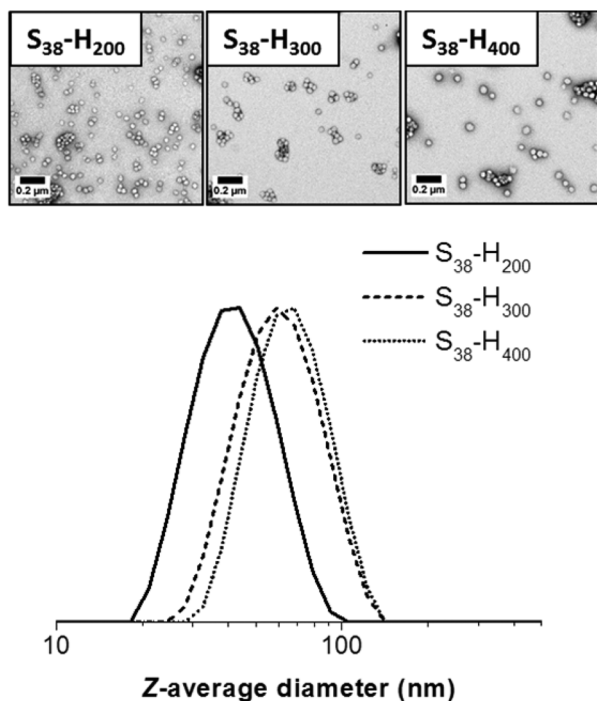 S₃₈-H₂₀₀
S₃₈-H₃₀₀
S₃₈-H₄₀₀
0.2 µm
0.2 µm
0.2 µm
S₃₈-H₂₀₀
S₃₈-H₃₀₀
S₃₈-H₄₀₀
10
100
Z-average diameter (nm)